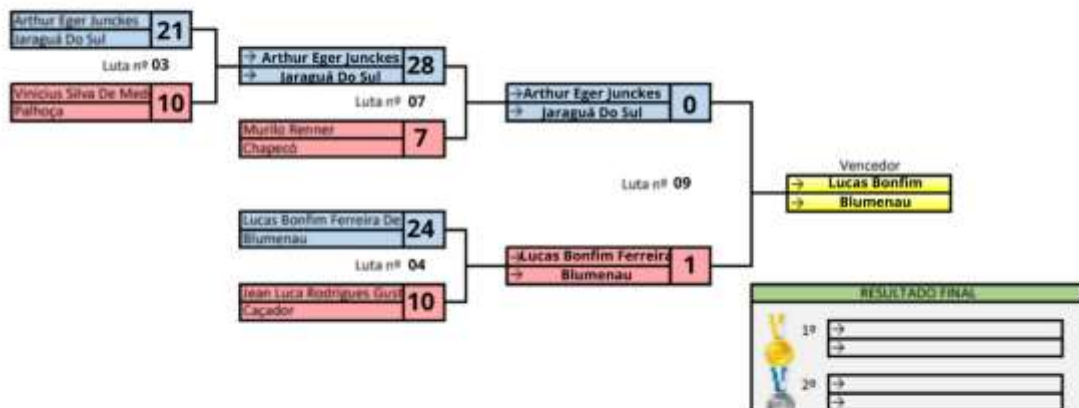 Arthur Eger Junckes
21
Jaraguá Do Sul
Luta nº 03
Vinicius Silva De Med
10
Palhoça
→ Arthur Eger Junckes
28
→ Jaraguá Do Sul
Luta nº 07
Murilo Renner
7
Chapecó
→ Arthur Eger Junckes
0
→ Jaraguá Do Sul
Luta nº 09
Vencedor
→ Lucas Bonfim
→ Blumenau
Lucas Bonfim Ferreira De
24
Blumenau
Luta nº 04
Jean Luca Rodrigues Gust
10
Caçador
→ Lucas Bonfim Ferreira
1
→ Blumenau
RESULTADO FINAL
1º →
→
2º →
→